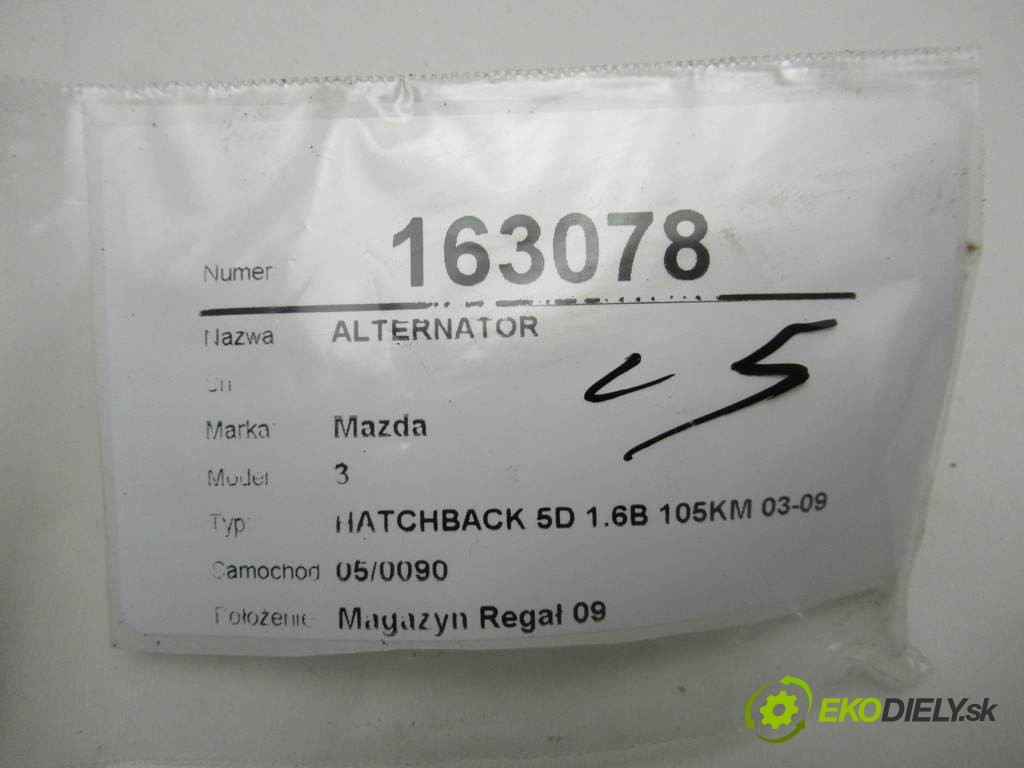 Numer 163078
Nazwa ALTERNATOR
Marka Mazda
Model 3
Typ HATCHBACK 5D 1.6B 105KM 03-09
Samochod 05/0090
Położenie Magazyn Regał 09
EKODIELY.sk